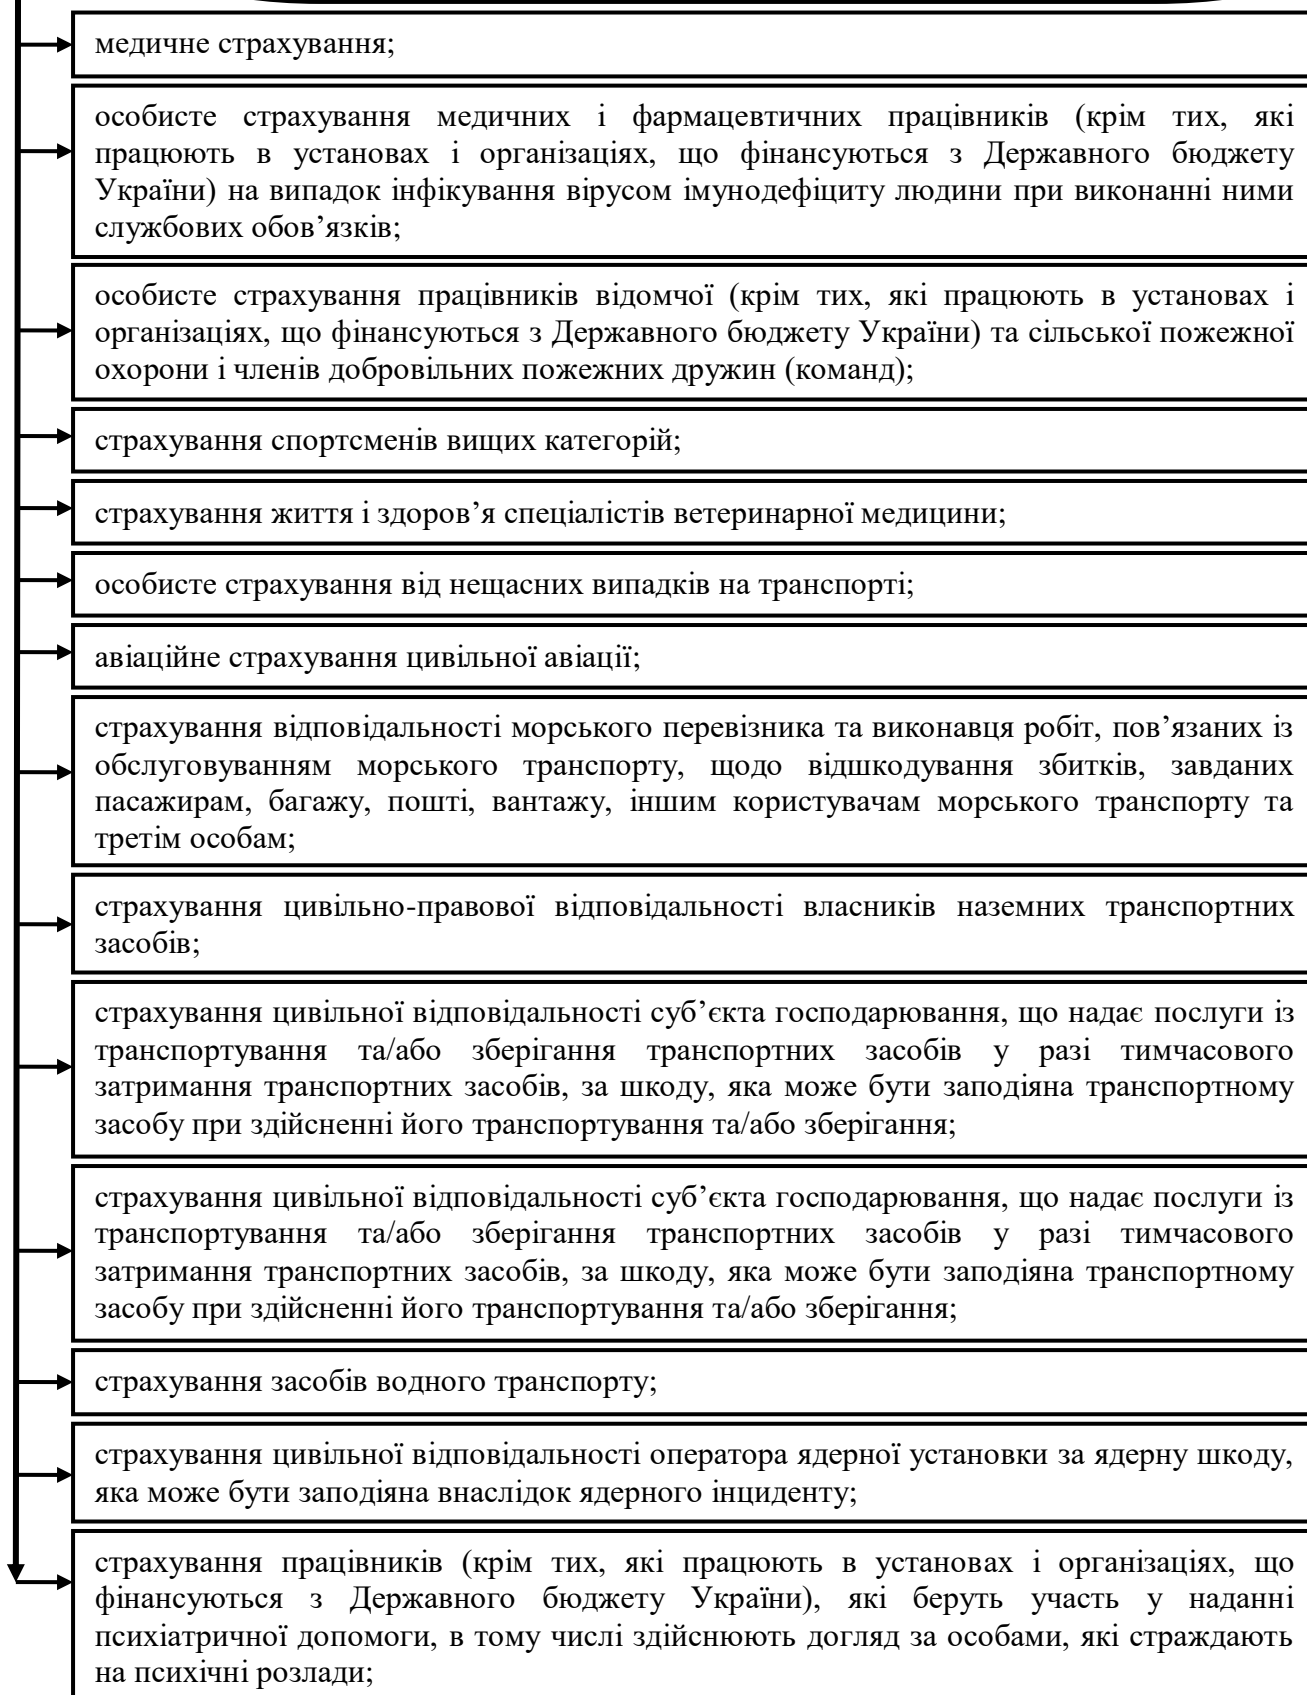 медичне страхування;
особисте страхування медичних і фармацевтичних працівників (крім тих, які
працюють в установах і організаціях, що фінансуються з Державного бюджету
України) на випадок інфікування вірусом імунодефіциту людини при виконанні ними
службових обов’язків;
особисте страхування працівників відомчої (крім тих, які працюють в установах і
організаціях, що фінансуються з Державного бюджету України) та сільської пожежної
охорони і членів добровільних пожежних дружин (команд);
страхування спортсменів вищих категорій;
страхування життя і здоров’я спеціалістів ветеринарної медицини;
особисте страхування від нещасних випадків на транспорті;
авіаційне страхування цивільної авіації;
страхування відповідальності морського перевізника та виконавця робіт, пов’язаних із
обслуговуванням морського транспорту, щодо відшкодування збитків, завданих
пасажирам, багажу, пошті, вантажу, іншим користувачам морського транспорту та
третім особам;
страхування цивільно-правової відповідальності власників наземних транспортних
засобів;
страхування цивільної відповідальності суб’єкта господарювання, що надає послуги із
транспортування та/або зберігання транспортних засобів у разі тимчасового
затримання транспортних засобів, за шкоду, яка може бути заподіяна транспортному
засобу при здійсненні його транспортування та/або зберігання;
страхування цивільної відповідальності суб’єкта господарювання, що надає послуги із
транспортування та/або зберігання транспортних засобів у разі тимчасового
затримання транспортних засобів, за шкоду, яка може бути заподіяна транспортному
засобу при здійсненні його транспортування та/або зберігання;
страхування засобів водного транспорту;
страхування цивільної відповідальності оператора ядерної установки за ядерну шкоду,
яка може бути заподіяна внаслідок ядерного інциденту;
страхування працівників (крім тих, які працюють в установах і організаціях, що
фінансуються з Державного бюджету України), які беруть участь у наданні
психіатричної допомоги, в тому числі здійснюють догляд за особами, які страждають
на психічні розлади;